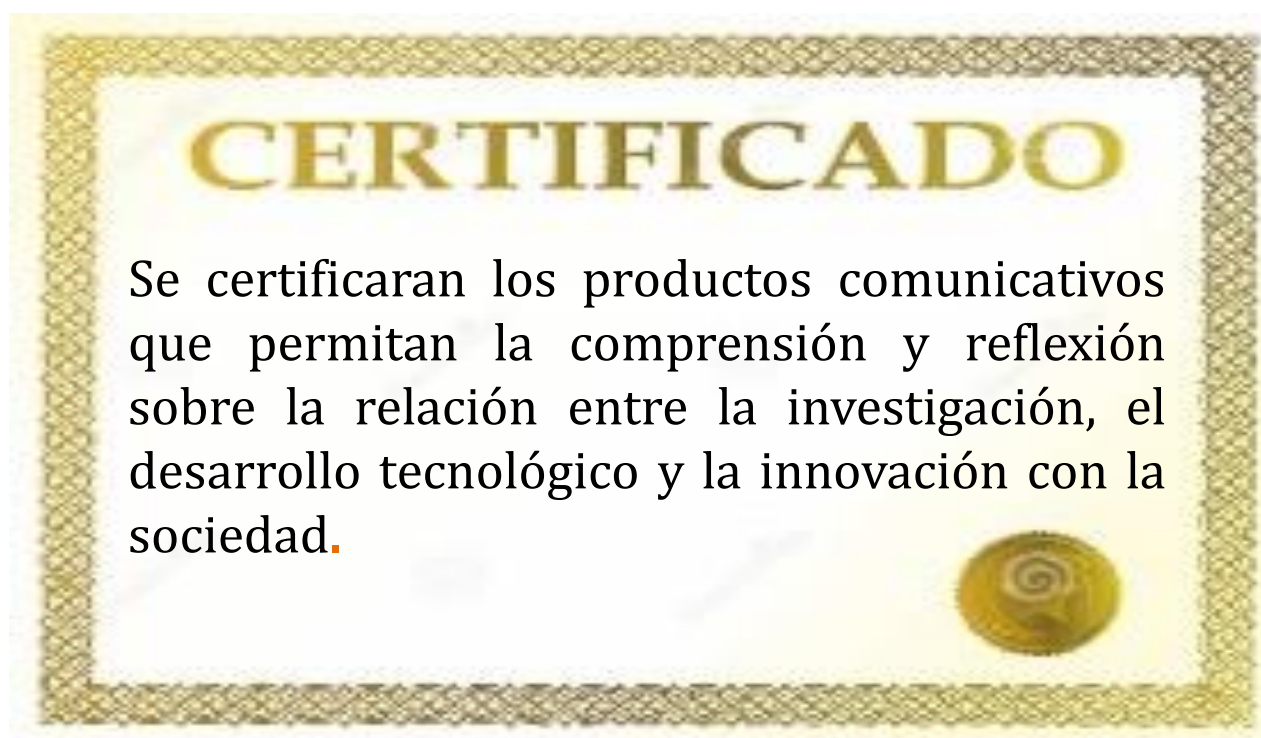 CERTIFICADO
Se certificaran los productos comunicativos
que permitan la comprensión y reflexión
sobre la relación entre la investigación, el
desarrollo tecnológico y la innovación con la
sociedad.